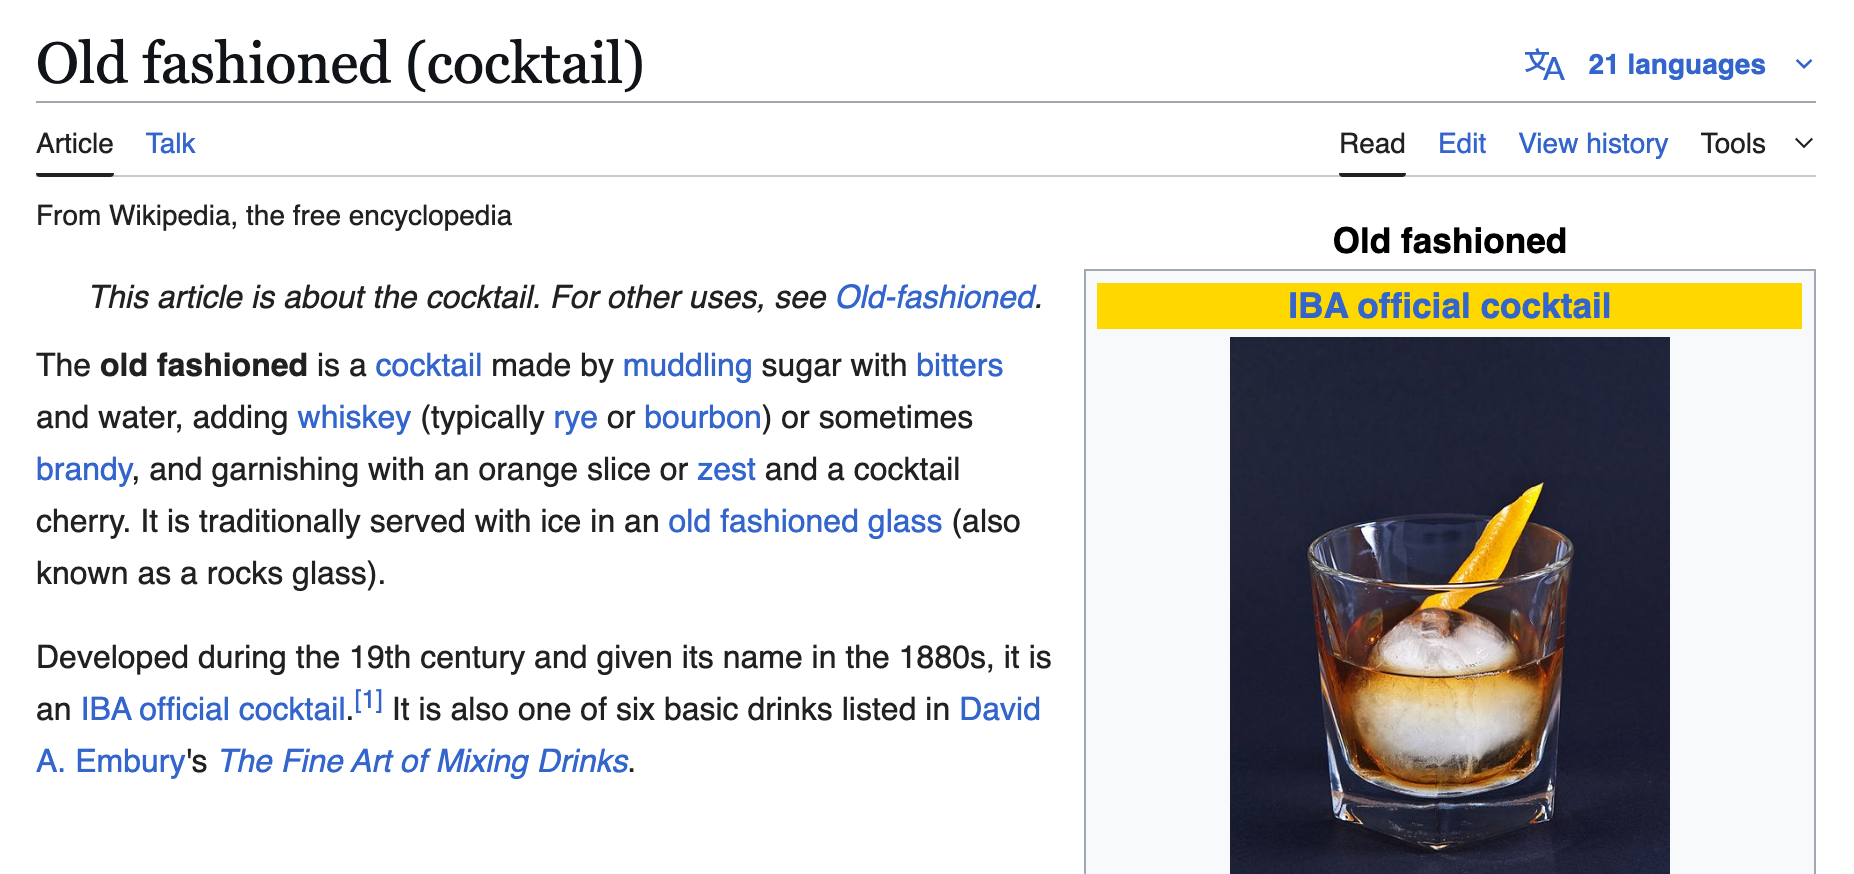 Old fashioned (cocktail)
文A 21 languages
Article Talk
Read Edit View history Tools
From Wikipedia, the free encyclopedia
This article is about the cocktail. For other uses, see Old-fashioned.
The old fashioned is a cocktail made by muddling sugar with bitters
and water, adding whiskey (typically rye or bourbon) or sometimes
brandy, and garnishing with an orange slice or zest and a cocktail
cherry. It is traditionally served with ice in an old fashioned glass (also
known as a rocks glass).
Developed during the 19th century and given its name in the 1880s, it is
an IBA official cocktail.[1] It is also one of six basic drinks listed in David
A. Embury's The Fine Art of Mixing Drinks.
Old fashioned
IBA official cocktail